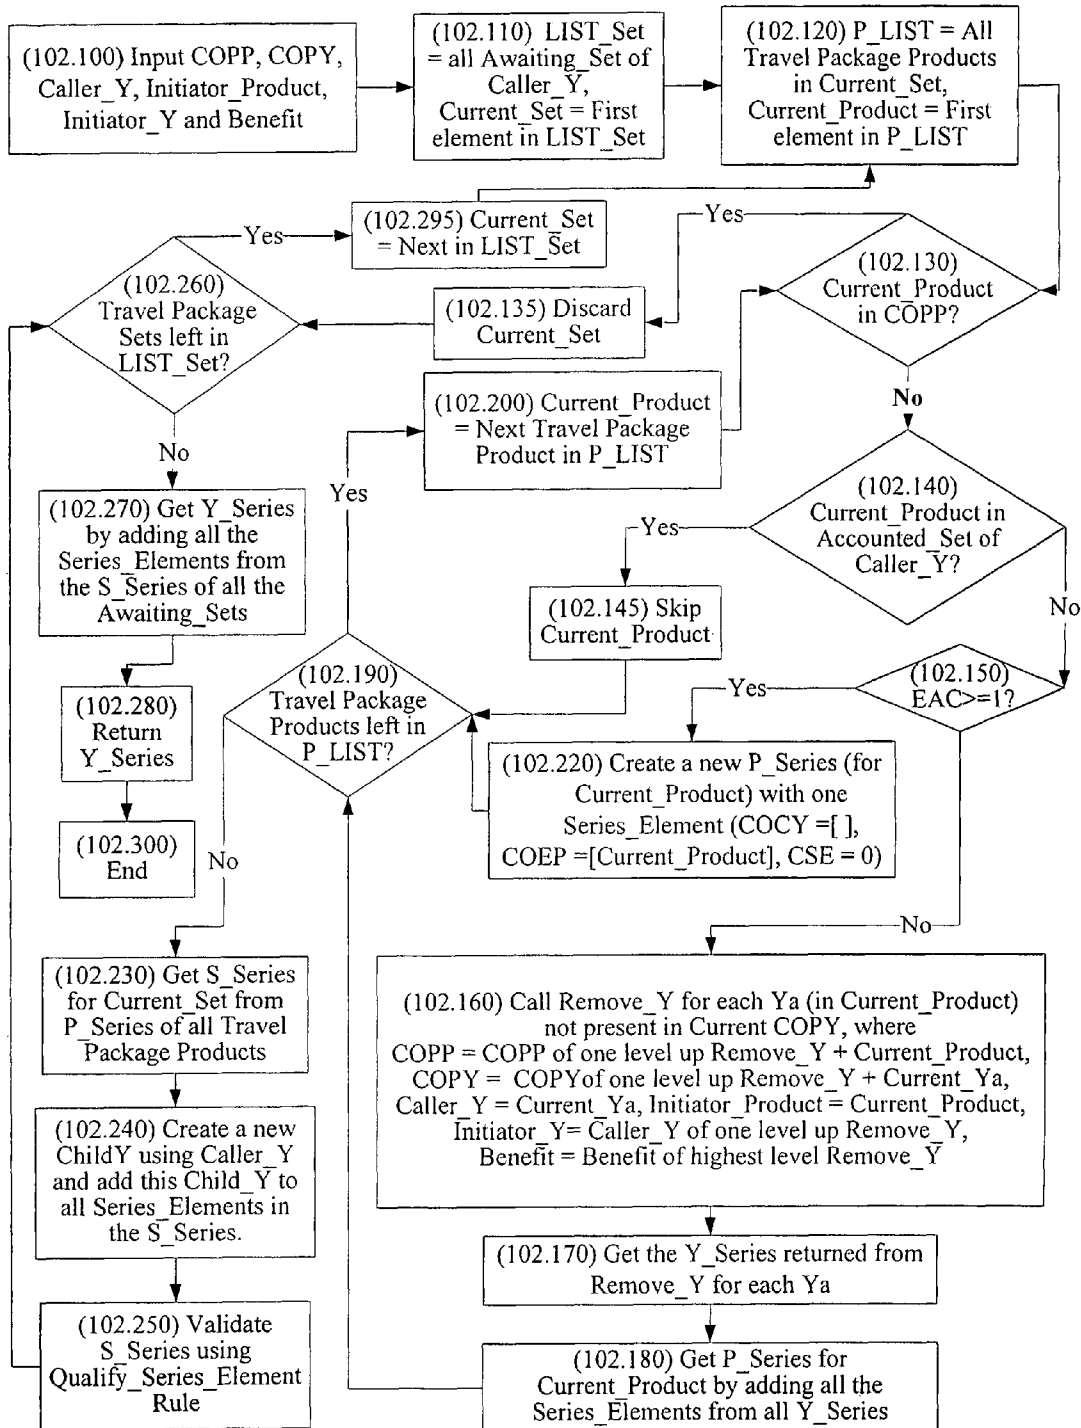 (102.100) Input COPP, COPY,
Caller_Y, Initiator_Product,
Initiator_Y and Benefit
(102.110) LIST_Set
= all Awaiting_Set of
Caller_Y,
Current_Set = First
element in LIST_Set
(102.120) P_LIST = All
Travel Package Products
in Current_Set,
Current_Product = First
element in P_LIST
Yes
(102.295) Current_Set
= Next in LIST_Set
Yes
(102.130)
Current_Product
in COPP?
(102.260)
Travel Package
Sets left in
LIST_Set?
(102.135) Discard
Current_Set
No
(102.200) Current_Product
= Next Travel Package
Product in P_LIST
No
Yes
(102.140)
Current_Product in
Accounted_Set of
Caller_Y?
Yes
No
(102.270) Get Y_Series
by adding all the
Series_Elements from
the S_Series of all the
Awaiting_Sets
(102.145) Skip
Current_Product
(102.150)
EAC>=1?
Yes
(102.190)
Travel Package
Products left in
P_LIST?
(102.280)
Return
Y_Series
(102.220) Create a new P_Series (for
Current_Product) with one
Series_Element (COCY =[ ],
COEP =[Current_Product], CSE = 0)
(102.300)
End
No
No
(102.230) Get S_Series
for Current_Set from
P_Series of all Travel
Package Products
(102.160) Call Remove_Y for each Ya (in Current_Product)
not present in Current COPY, where
COPP = COPP of one level up Remove_Y + Current_Product,
COPY = COPYof one level up Remove_Y + Current_Ya,
Caller_Y = Current_Ya, Initiator_Product = Current_Product,
Initiator_Y= Caller_Y of one level up Remove_Y,
Benefit = Benefit of highest level Remove_Y
(102.240) Create a new
ChildY using Caller_Y
and add this Child_Y to
all Series_Elements in
the S_Series.
(102.170) Get the Y_Series returned from
Remove_Y for each Ya
(102.250) Validate
S_Series using
Qualify_Series_Element
Rule
(102.180) Get P_Series for
Current_Product by adding all the
Series_Elements from all Y_Series